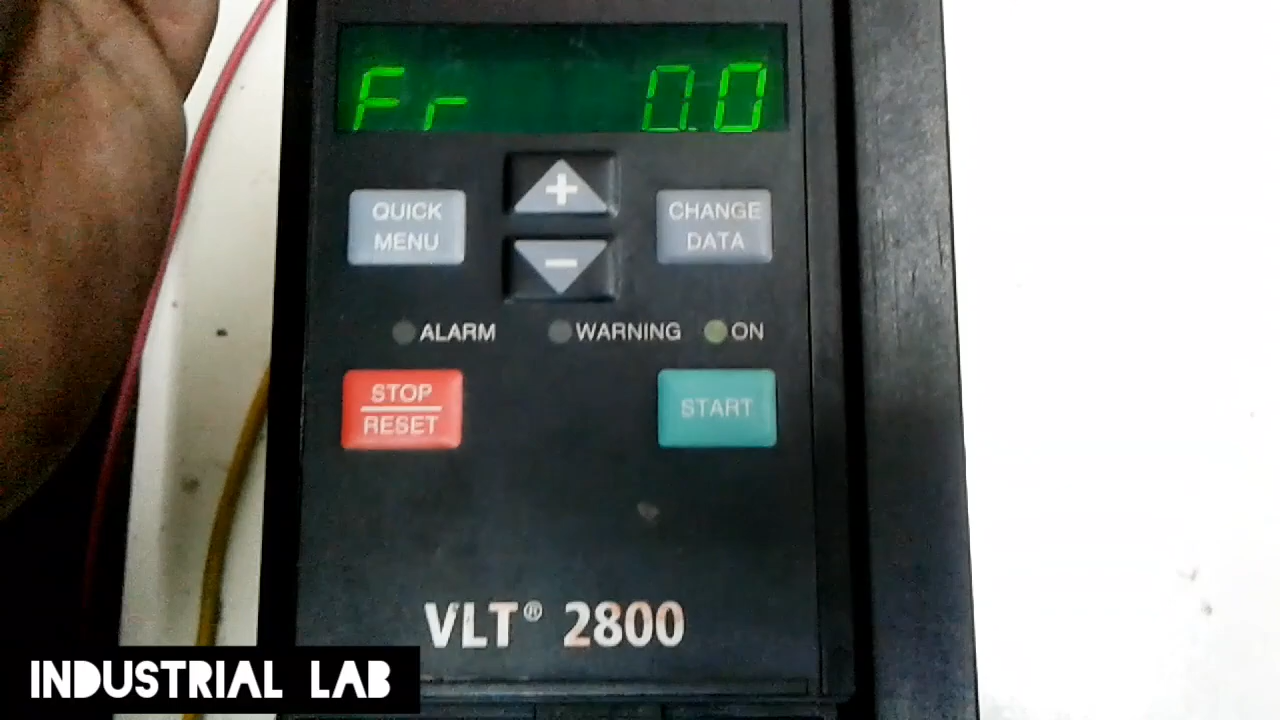 Fr 0.0
+
QUICK MENU
CHANGE DATA
-
ALARM WARNING ON
STOP
RESET
START
VLT® 2800
INDUSTRIAL LAB